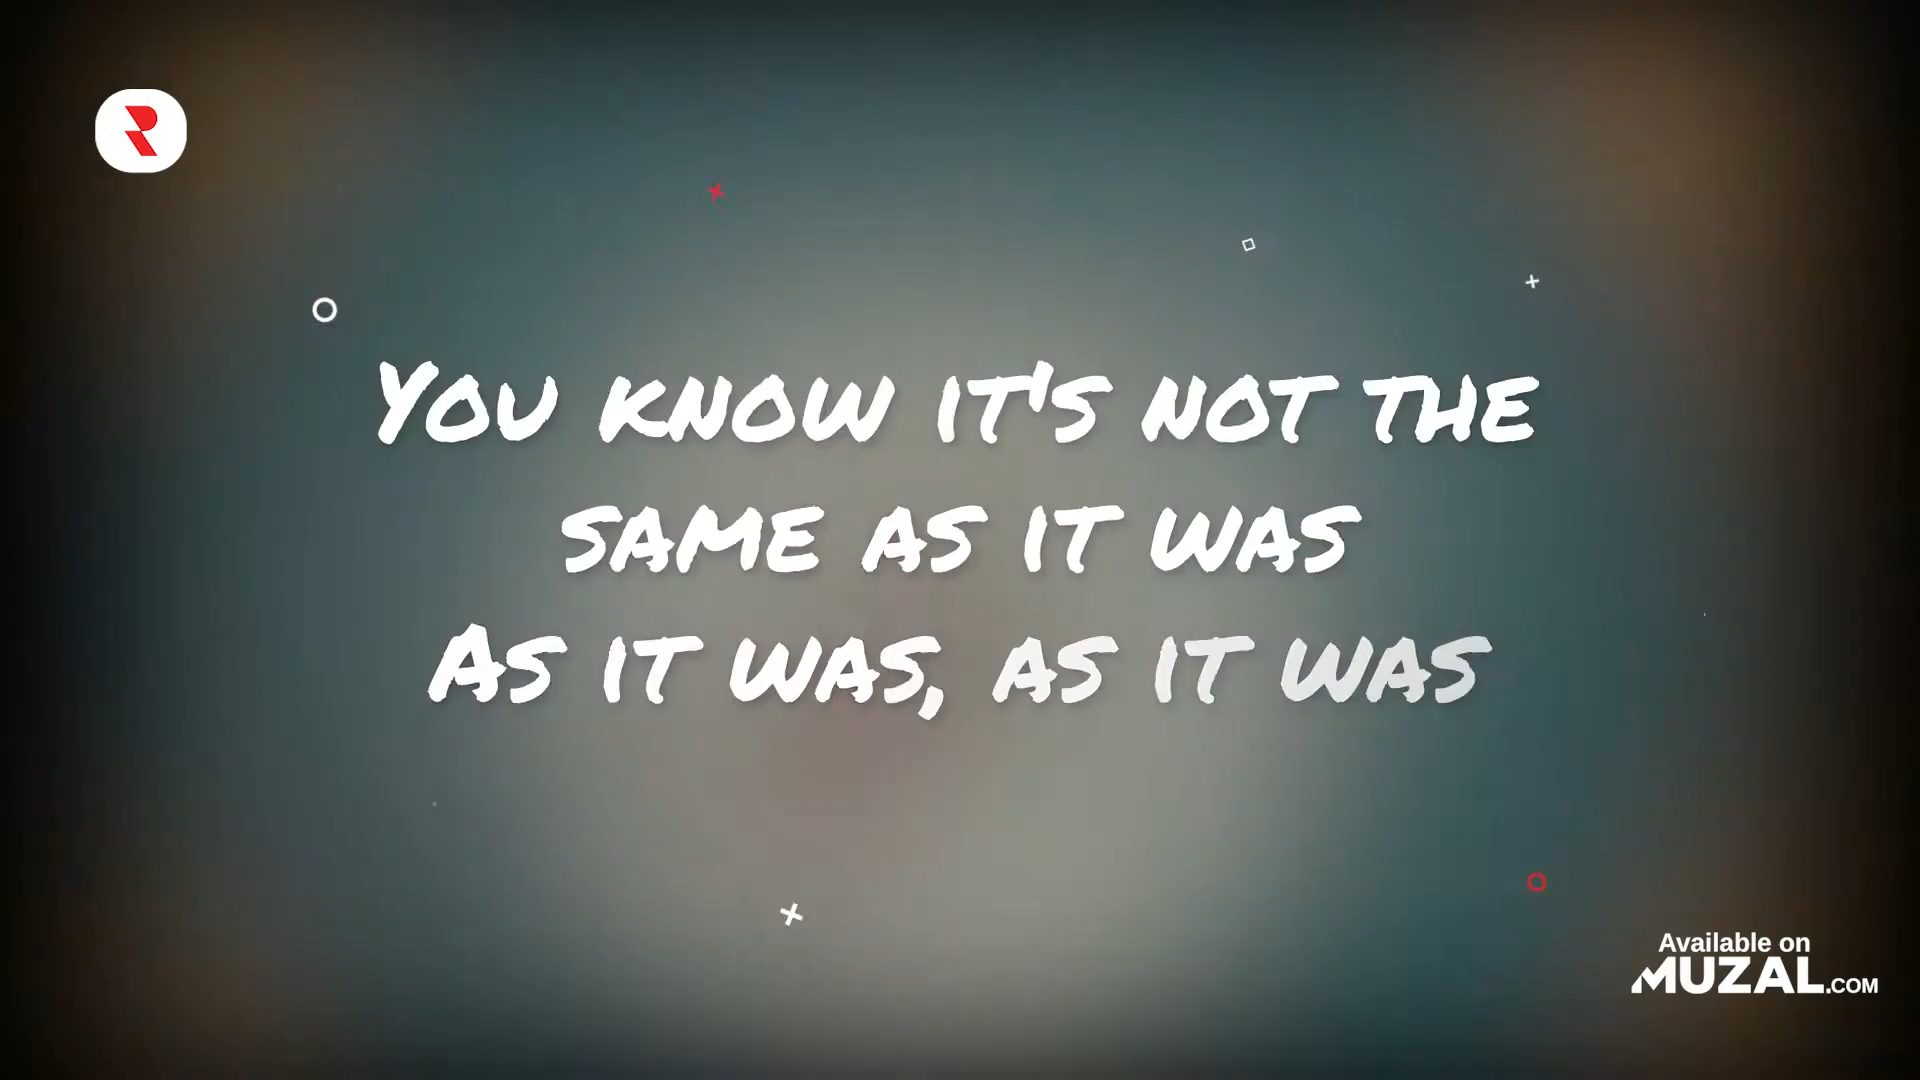 You know it's not the
same as it was
As it was, as it was
R
Available on
MUZAL.COM